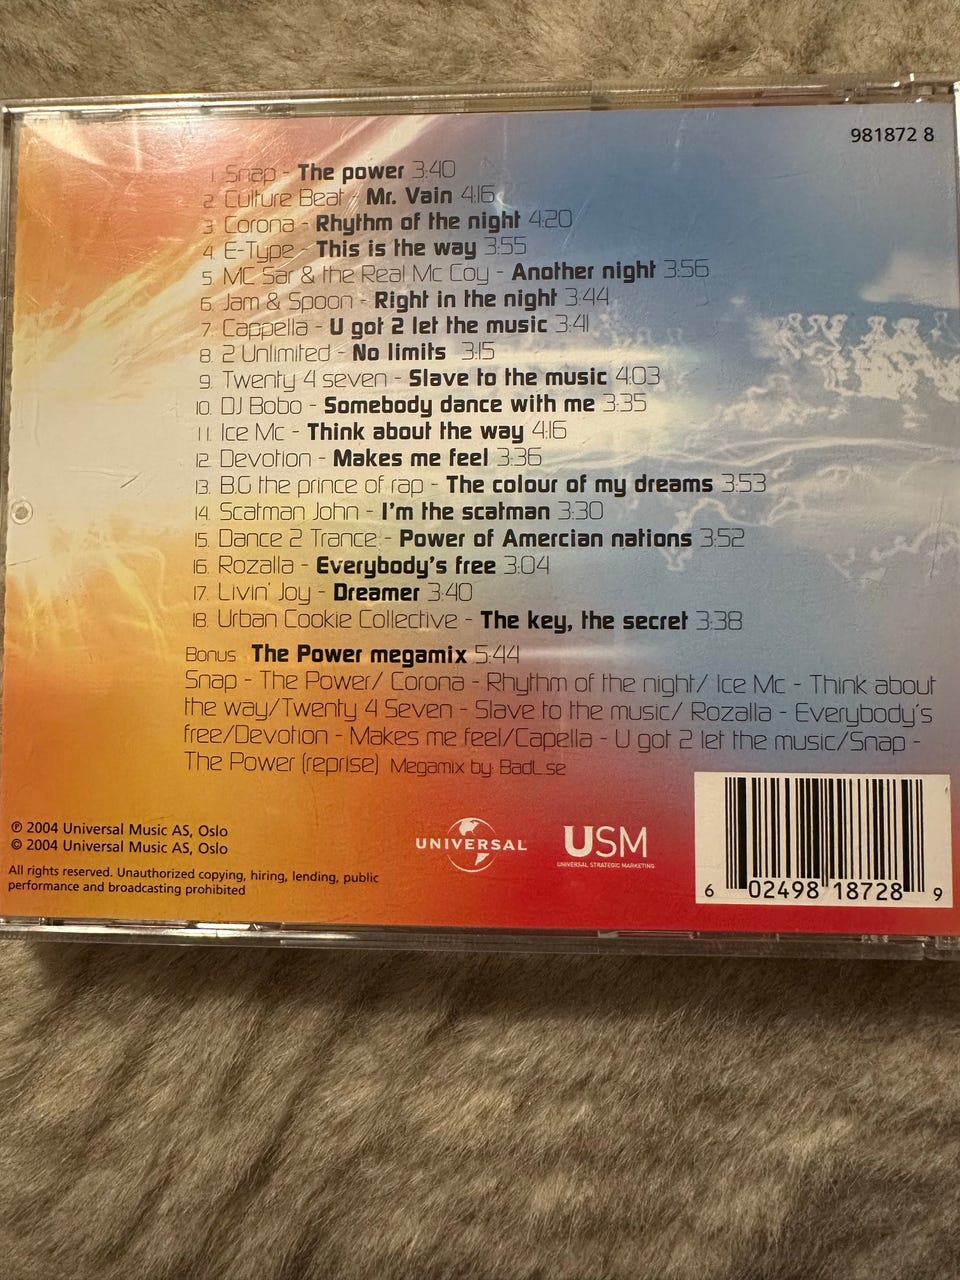 981872 8
1. Snap - The power 3:40
2. Culture Beat - Mr. Vain 4:16
3. Corona - Rhythm of the night 4:20
4. E-Type - This is the way 3:55
5. MC Sar & the Real Mc Coy - Another night 3:56
6. Jam & Spoon - Right in the night 3:44
7. Cappella - U got 2 let the music 3:41
8. 2 Unlimited - No limits 3:15
9. Twenty 4 seven - Slave to the music 4:03
10. DJ Bobo - Somebody dance with me 3:35
11. Ice Mc - Think about the way 4:16
12. Devotion - Makes me feel 3:36
13. B.G the prince of rap - The colour of my dreams 3:53
14. Scatman John - I'm the scatman 3:30
15. Dance 2 Trance - Power of Amercian nations 3:52
16. Rozalla - Everybody's free 3:04
17. Livin' Joy - Dreamer 3:40
18. Urban Cookie Collective - The key, the secret 3:38
Bonus The Power megamix 5:44
Snap - The Power/ Corona - Rhythm of the night/ Ice Mc - Think about
the way/Twenty 4 Seven - Slave to the music/ Rozalla - Everybody's
free/Devotion - Makes me feel/Capella - U got 2 let the music/Snap -
The Power (reprise) Megamix by: BadL_se
℗ 2004 Universal Music AS, Oslo
© 2004 Universal Music AS, Oslo
All rights reserved. Unauthorized copying, hiring, lending, public
performance and broadcasting prohibited
UNIVERSAL
USM
UNIVERSAL STRATEGIC MARKETING
6 02498 18728 9